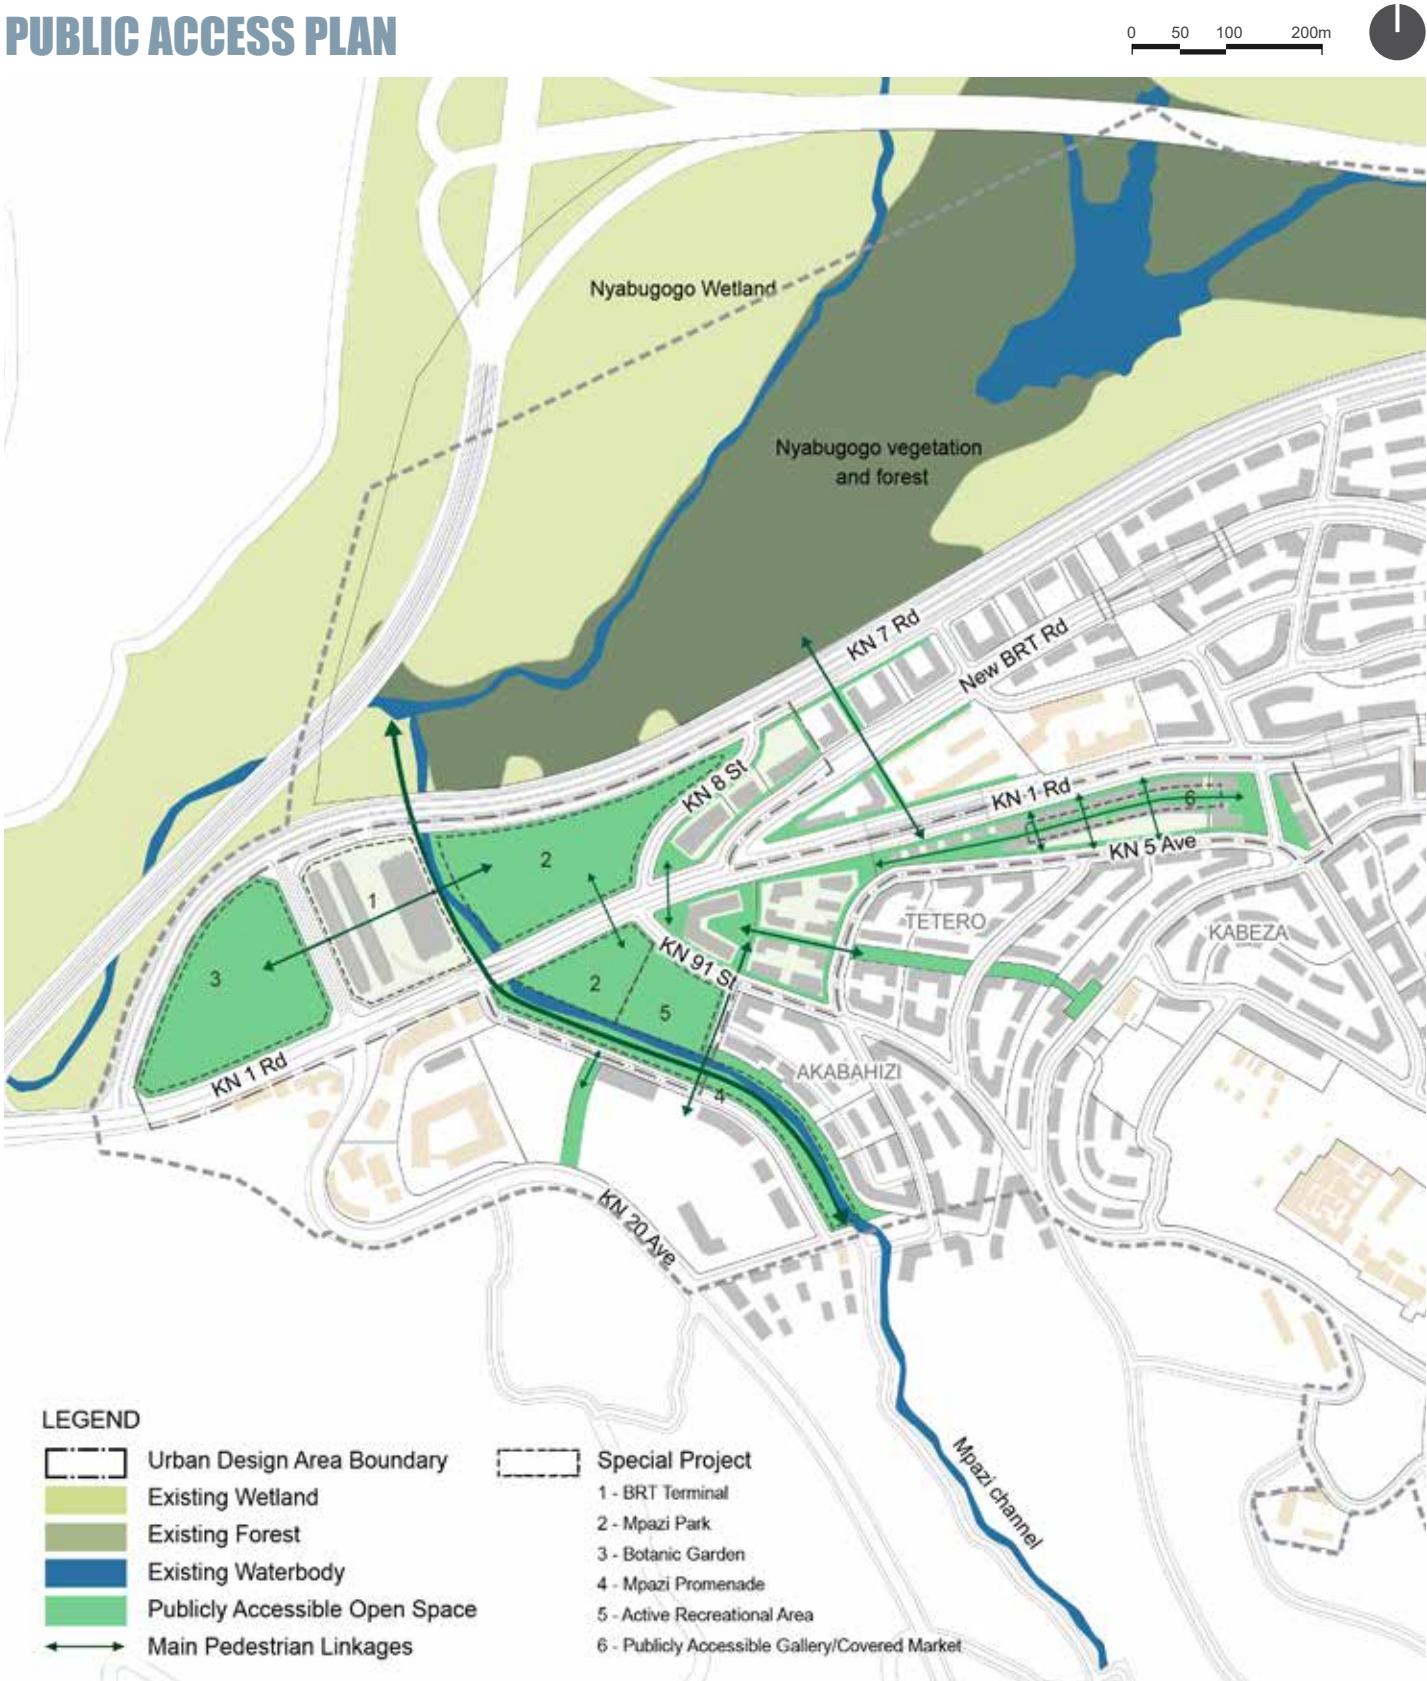 PUBLIC ACCESS PLAN
0 50 100 200m
Nyabugogo Wetland
Nyabugogo vegetation
and forest
KN 7 Rd
New BRT Rd
KN 8 St
KN 1 Rd
6
KN 5 Ave
2
1
TETERO
KABEZA
3
KN 91 St
2
5
KN 1 Rd
AKABAHIZI
4
KN 20 Ave
Mpazi channel
LEGEND
Urban Design Area Boundary
Existing Wetland
Existing Forest
Existing Waterbody
Publicly Accessible Open Space
Main Pedestrian Linkages
Special Project
1 - BRT Terminal
2 - Mpazi Park
3 - Botanic Garden
4 - Mpazi Promenade
5 - Active Recreational Area
6 - Publicly Accessible Gallery/Covered Market